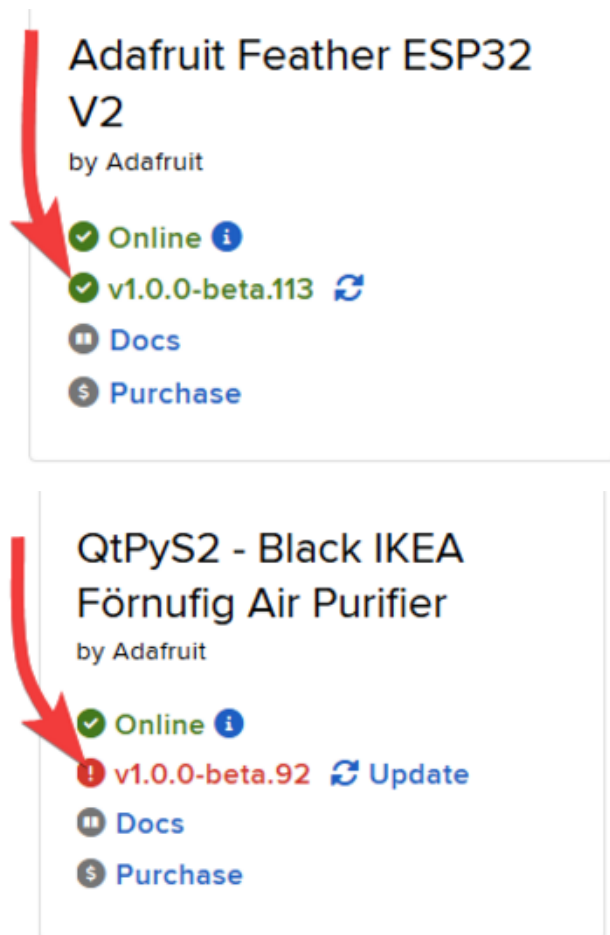 Adafruit Feather ESP32
V2
by Adafruit
Online
v1.0.0-beta.113
Docs
Purchase
QtPyS2 - Black IKEA
Förnufig Air Purifier
by Adafruit
Online
v1.0.0-beta.92 Update
Docs
Purchase